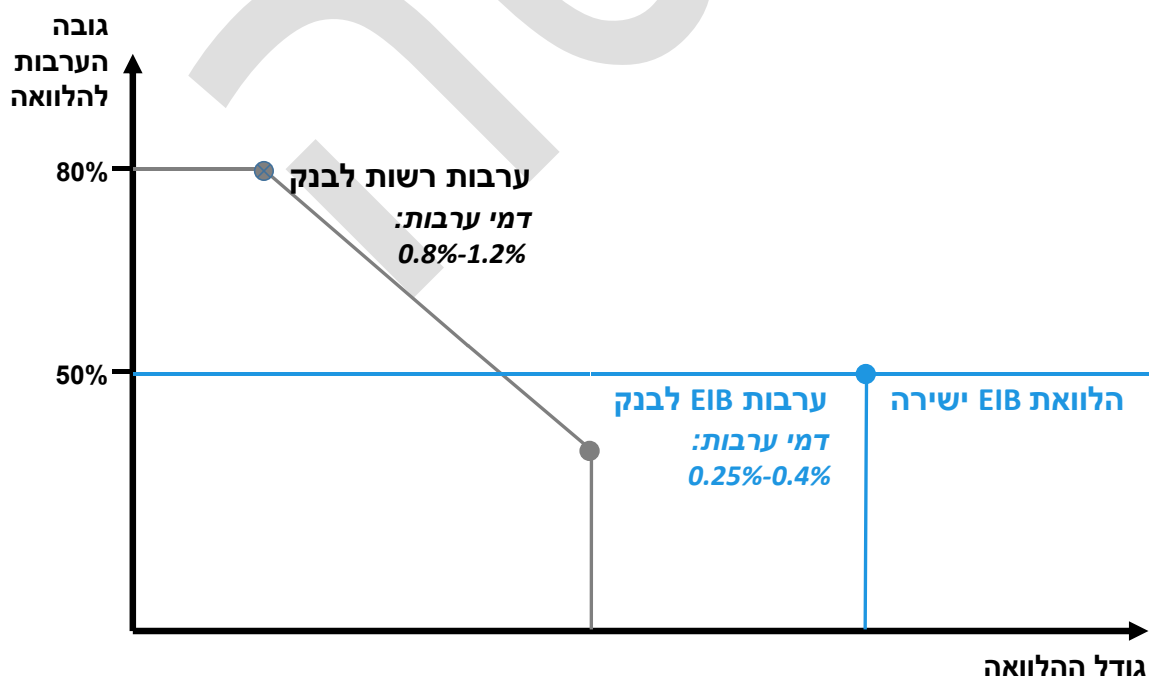 גובה
הערבות
להלוואה
80%
ערבות רשות לבנק
דמי ערבות:
0.8%-1.2%
50%
ערבות EIB לבנק
דמי ערבות:
0.25%-0.4%
הלוואת EIB ישירה
גודל ההלוואה